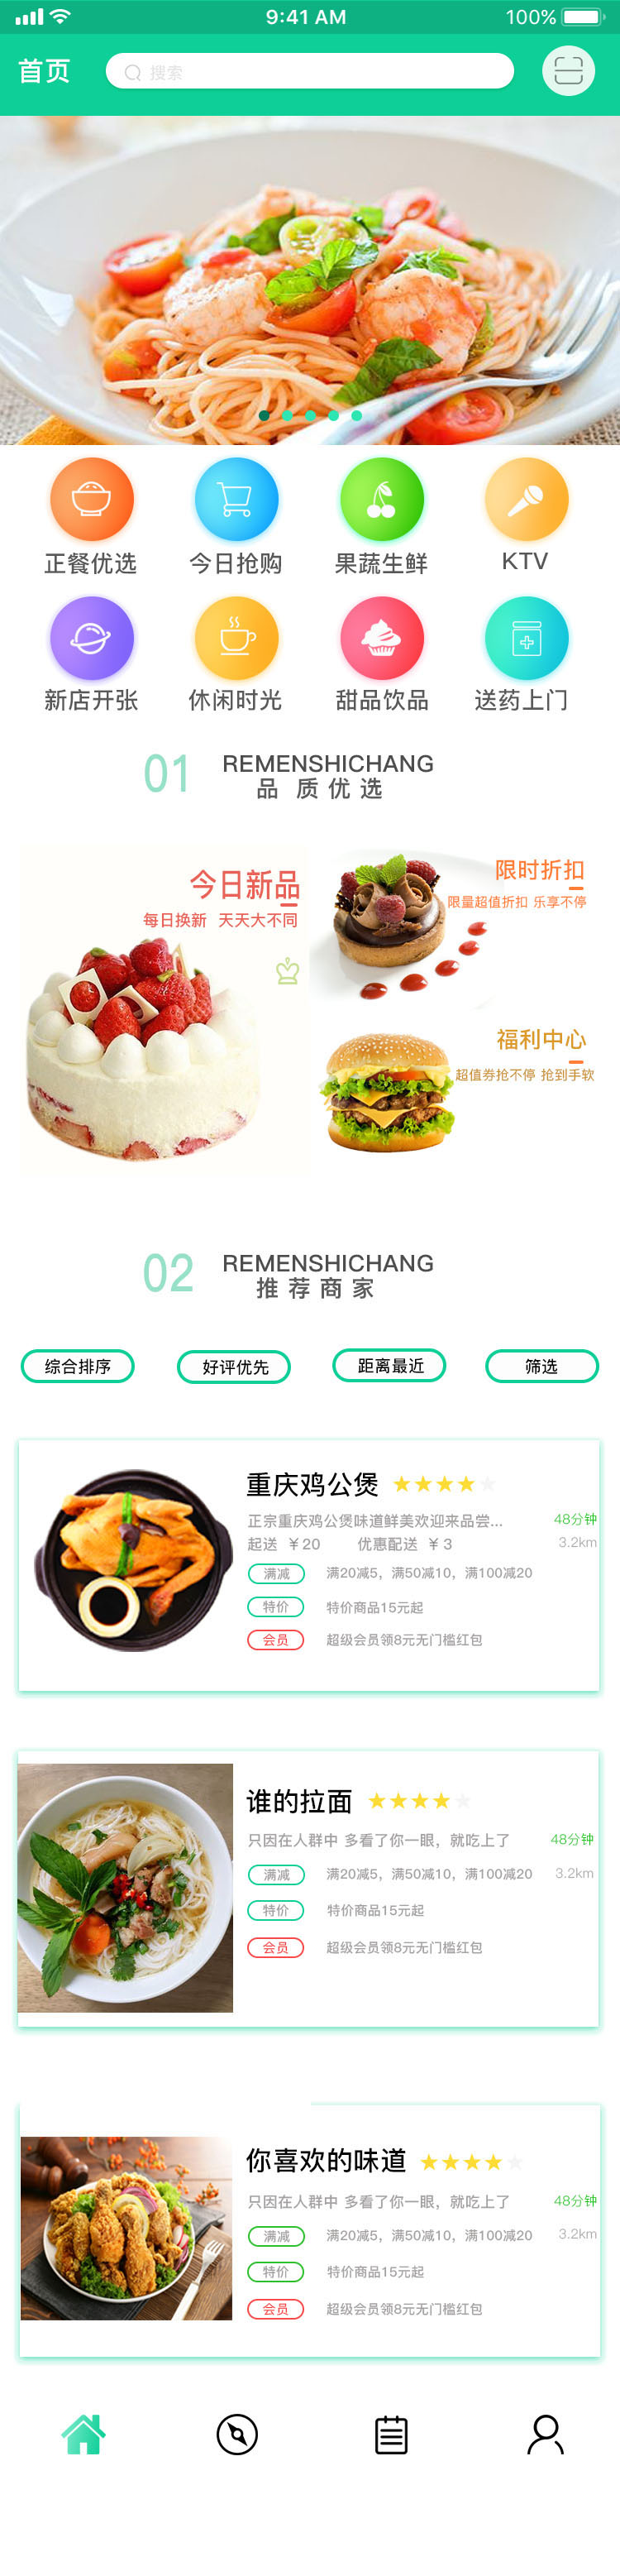 9:41 AM
100%
首页
搜索
正餐优选 今日抢购 果蔬生鲜 KTV
新店开张 休闲时光 甜品饮品 送药上门
01 REMENSHICHANG
品 质 优 选
今日新品
每日换新 天天大不同
限时折扣
限量超值折扣 乐享不停
福利中心
超值券抢不停 抢到手软
02 REMENSHICHANG
推 荐 商 家
综合排序 好评优先 距离最近 筛选
重庆鸡公煲
正宗重庆鸡公煲味道鲜美欢迎来品尝... 48分钟
起送 ￥20 优惠配送 ￥3 3.2km
满减 满20减5，满50减10，满100减20
特价 特价商品15元起
会员 超级会员领8元无门槛红包
谁的拉面
只因在人群中 多看了你一眼，就吃上了 48分钟
满减 满20减5，满50减10，满100减20 3.2km
特价 特价商品15元起
会员 超级会员领8元无门槛红包
你喜欢的味道
只因在人群中 多看了你一眼，就吃上了 48分钟
满减 满20减5，满50减10，满100减20 3.2km
特价 特价商品15元起
会员 超级会员领8元无门槛红包